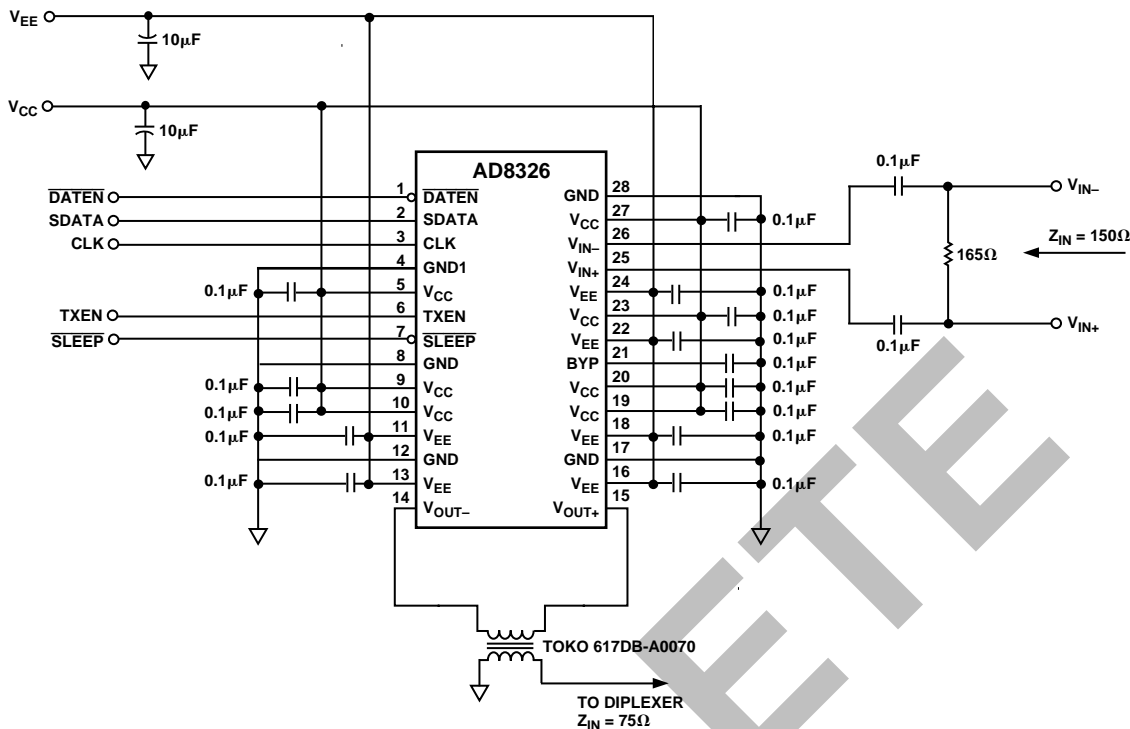 VEE
10µF
VCC
10µF
AD8326
DATEN
SDATA
CLK
TXEN
SLEEP
0.1µF
0.1µF
0.1µF
0.1µF
0.1µF
1 DATEN
2 SDATA
3 CLK
4 GND1
5 VCC
6 TXEN
7 SLEEP
8 GND
9 VCC
10 VCC
11 VEE
12 GND
13 VEE
14 VOUT–
GND 28
VCC 27
VIN– 26
VIN+ 25
VEE 24
VCC 23
VEE 22
BYP 21
VCC 20
VCC 19
VEE 18
GND 17
VEE 16
VOUT+ 15
0.1µF
0.1µF
0.1µF
0.1µF
0.1µF
0.1µF
0.1µF
0.1µF
0.1µF
0.1µF
VIN–
ZIN = 150Ω
165Ω
VIN+
0.1µF
0.1µF
TOKO 617DB-A0070
TO DIPLEXER
ZIN = 75Ω
ETE